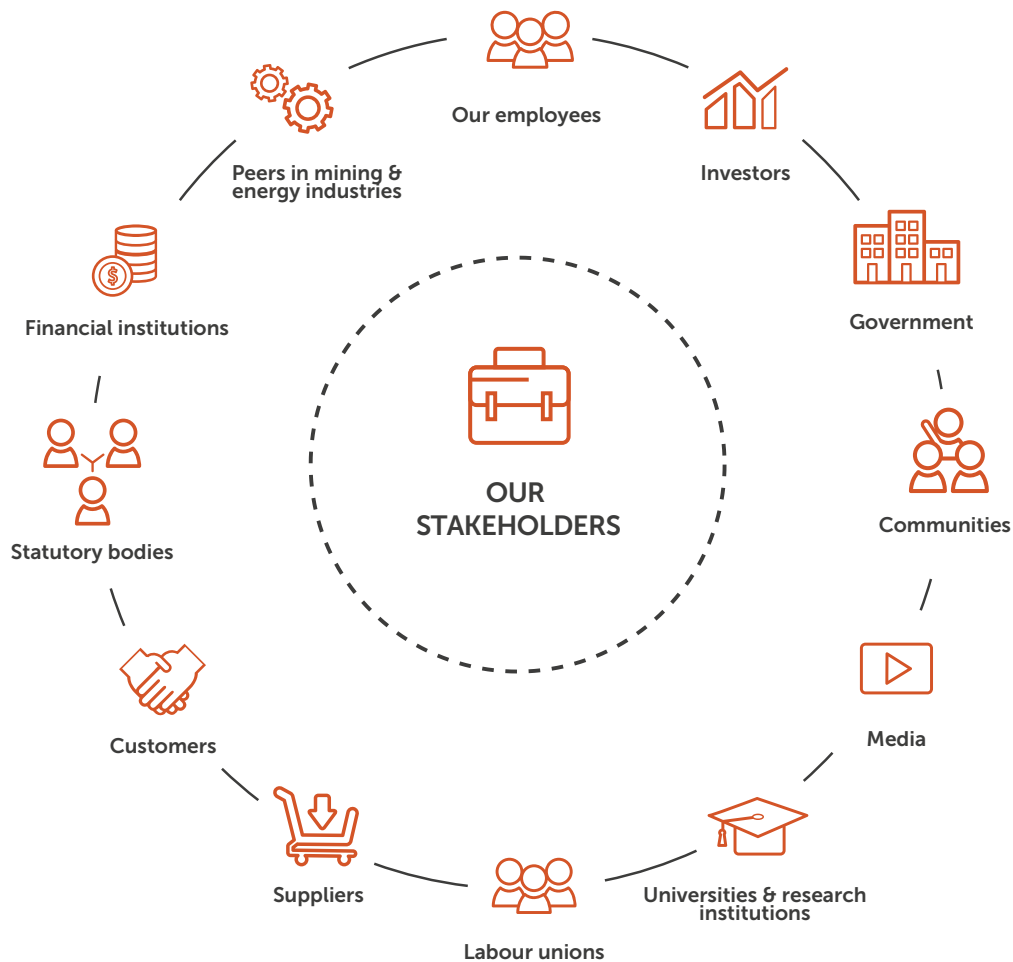 Our employees
Investors
Government
Communities
Media
Universities & research
institutions
Labour unions
Suppliers
Customers
Statutory bodies
Financial institutions
Peers in mining &
energy industries
OUR
STAKEHOLDERS
$